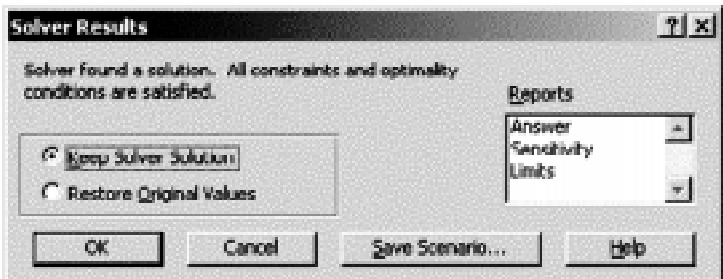 Solver Results
Solver found a solution. All constraints and optimality
conditions are satisfied.
Reports
Answer
Sensitivity
Limits
Keep Solver Solution
Restore Original Values
OK
Cancel
Save Scenario...
Help